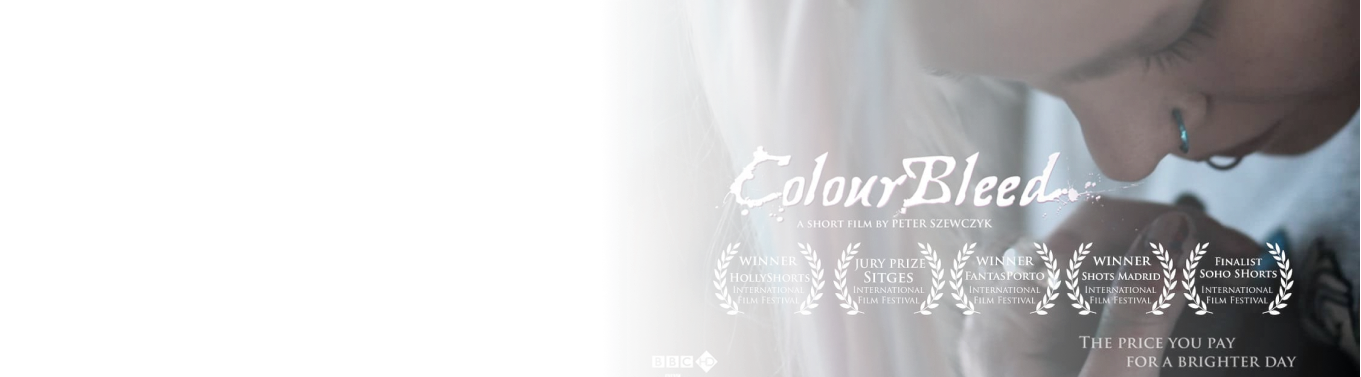 ColourBleed
A SHORT FILM BY PETER SZEWCZYK
WINNER
HOLLYSHORTS
INTERNATIONAL
FILM FESTIVAL
JURY PRIZE
SITGES
INTERNATIONAL
FILM FESTIVAL
WINNER
FANTASPORTO
INTERNATIONAL
FILM FESTIVAL
WINNER
SHOTS MADRID
INTERNATIONAL
FILM FESTIVAL
FINALIST
SOHO SHORTS
INTERNATIONAL
FILM FESTIVAL
THE PRICE YOU PAY
FOR A BRIGHTER DAY
BBC